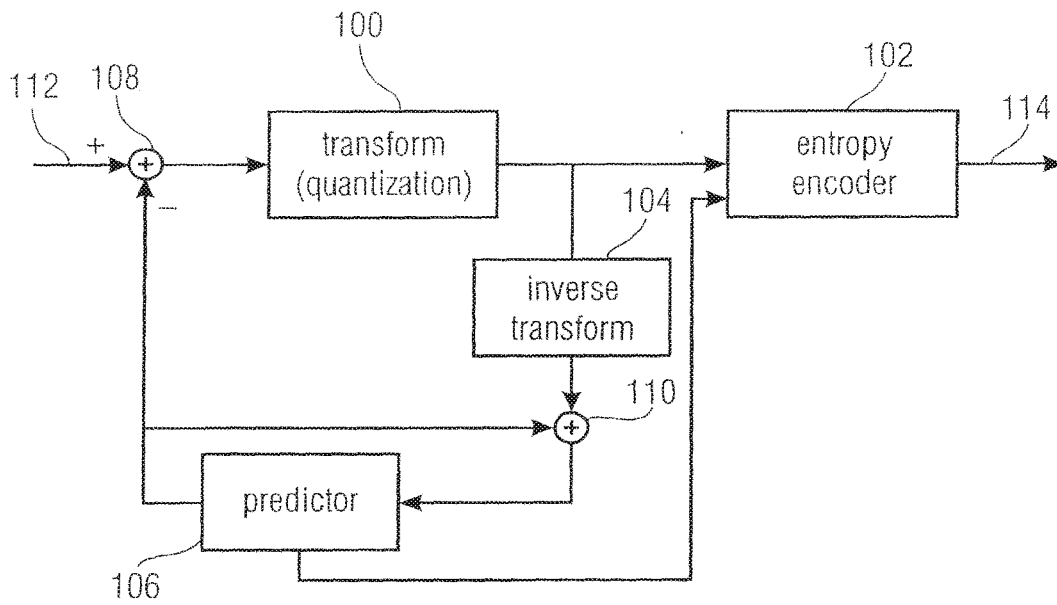 100
102
108
112
114
+
+
−
transform
(quantization)
entropy
encoder
104
inverse
transform
110
+
predictor
106